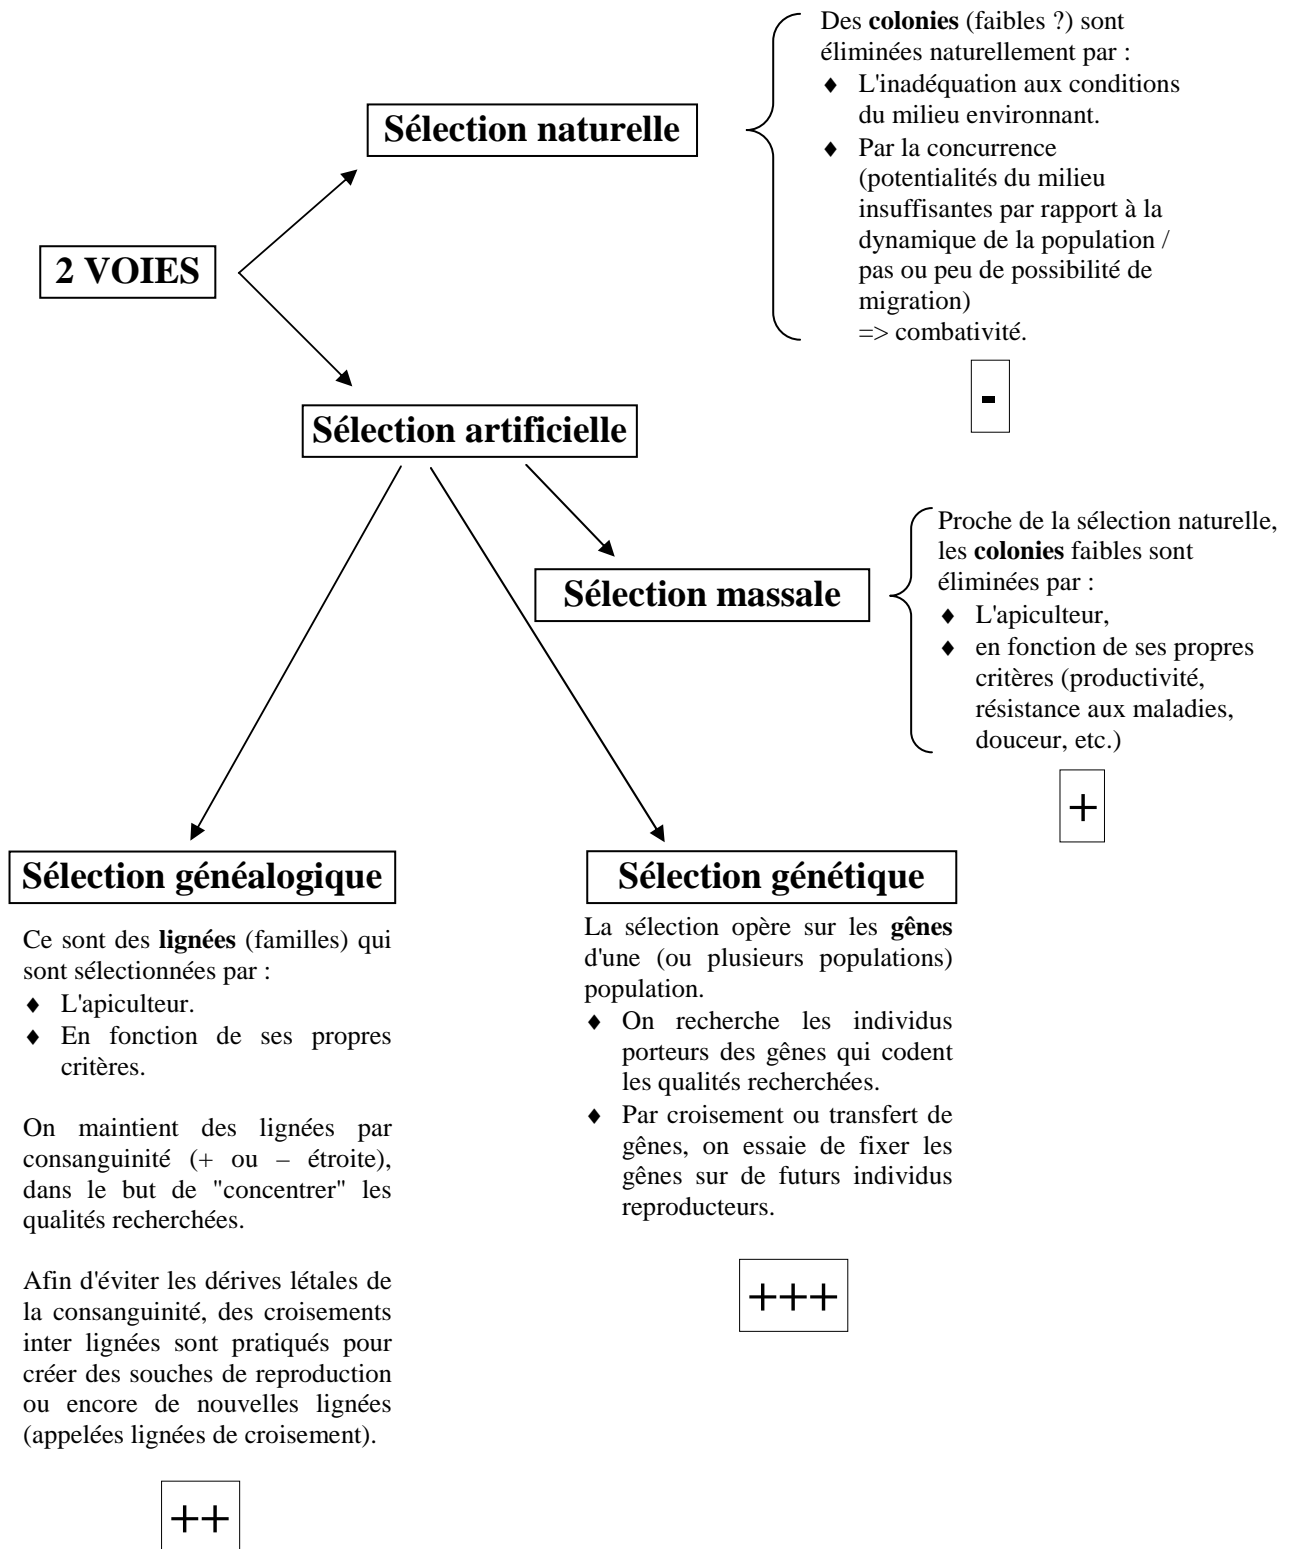 2 VOIES
Sélection naturelle
Des colonies (faibles ?) sont
éliminées naturellement par :
♦ L'inadéquation aux conditions
du milieu environnant.
♦ Par la concurrence
(potentialités du milieu
insuffisantes par rapport à la
dynamique de la population /
pas ou peu de possibilité de
migration)
=> combativité.
-
Sélection artificielle
Sélection massale
Proche de la sélection naturelle,
les colonies faibles sont
éliminées par :
♦ L'apiculteur,
♦ en fonction de ses propres
critères (productivité,
résistance aux maladies,
douceur, etc.)
+
Sélection généalogique
Ce sont des lignées (familles) qui
sont sélectionnées par :
♦ L'apiculteur.
♦ En fonction de ses propres
critères.
On maintient des lignées par
consanguinité (+ ou – étroite),
dans le but de "concentrer" les
qualités recherchées.
Afin d'éviter les dérives létales de
la consanguinité, des croisements
inter lignées sont pratiqués pour
créer des souches de reproduction
ou encore de nouvelles lignées
(appelées lignées de croisement).
++
Sélection génétique
La sélection opère sur les gênes
d'une (ou plusieurs populations)
population.
♦ On recherche les individus
porteurs des gênes qui codent
les qualités recherchées.
♦ Par croisement ou transfert de
gênes, on essaie de fixer les
gênes sur de futurs individus
reproducteurs.
+++